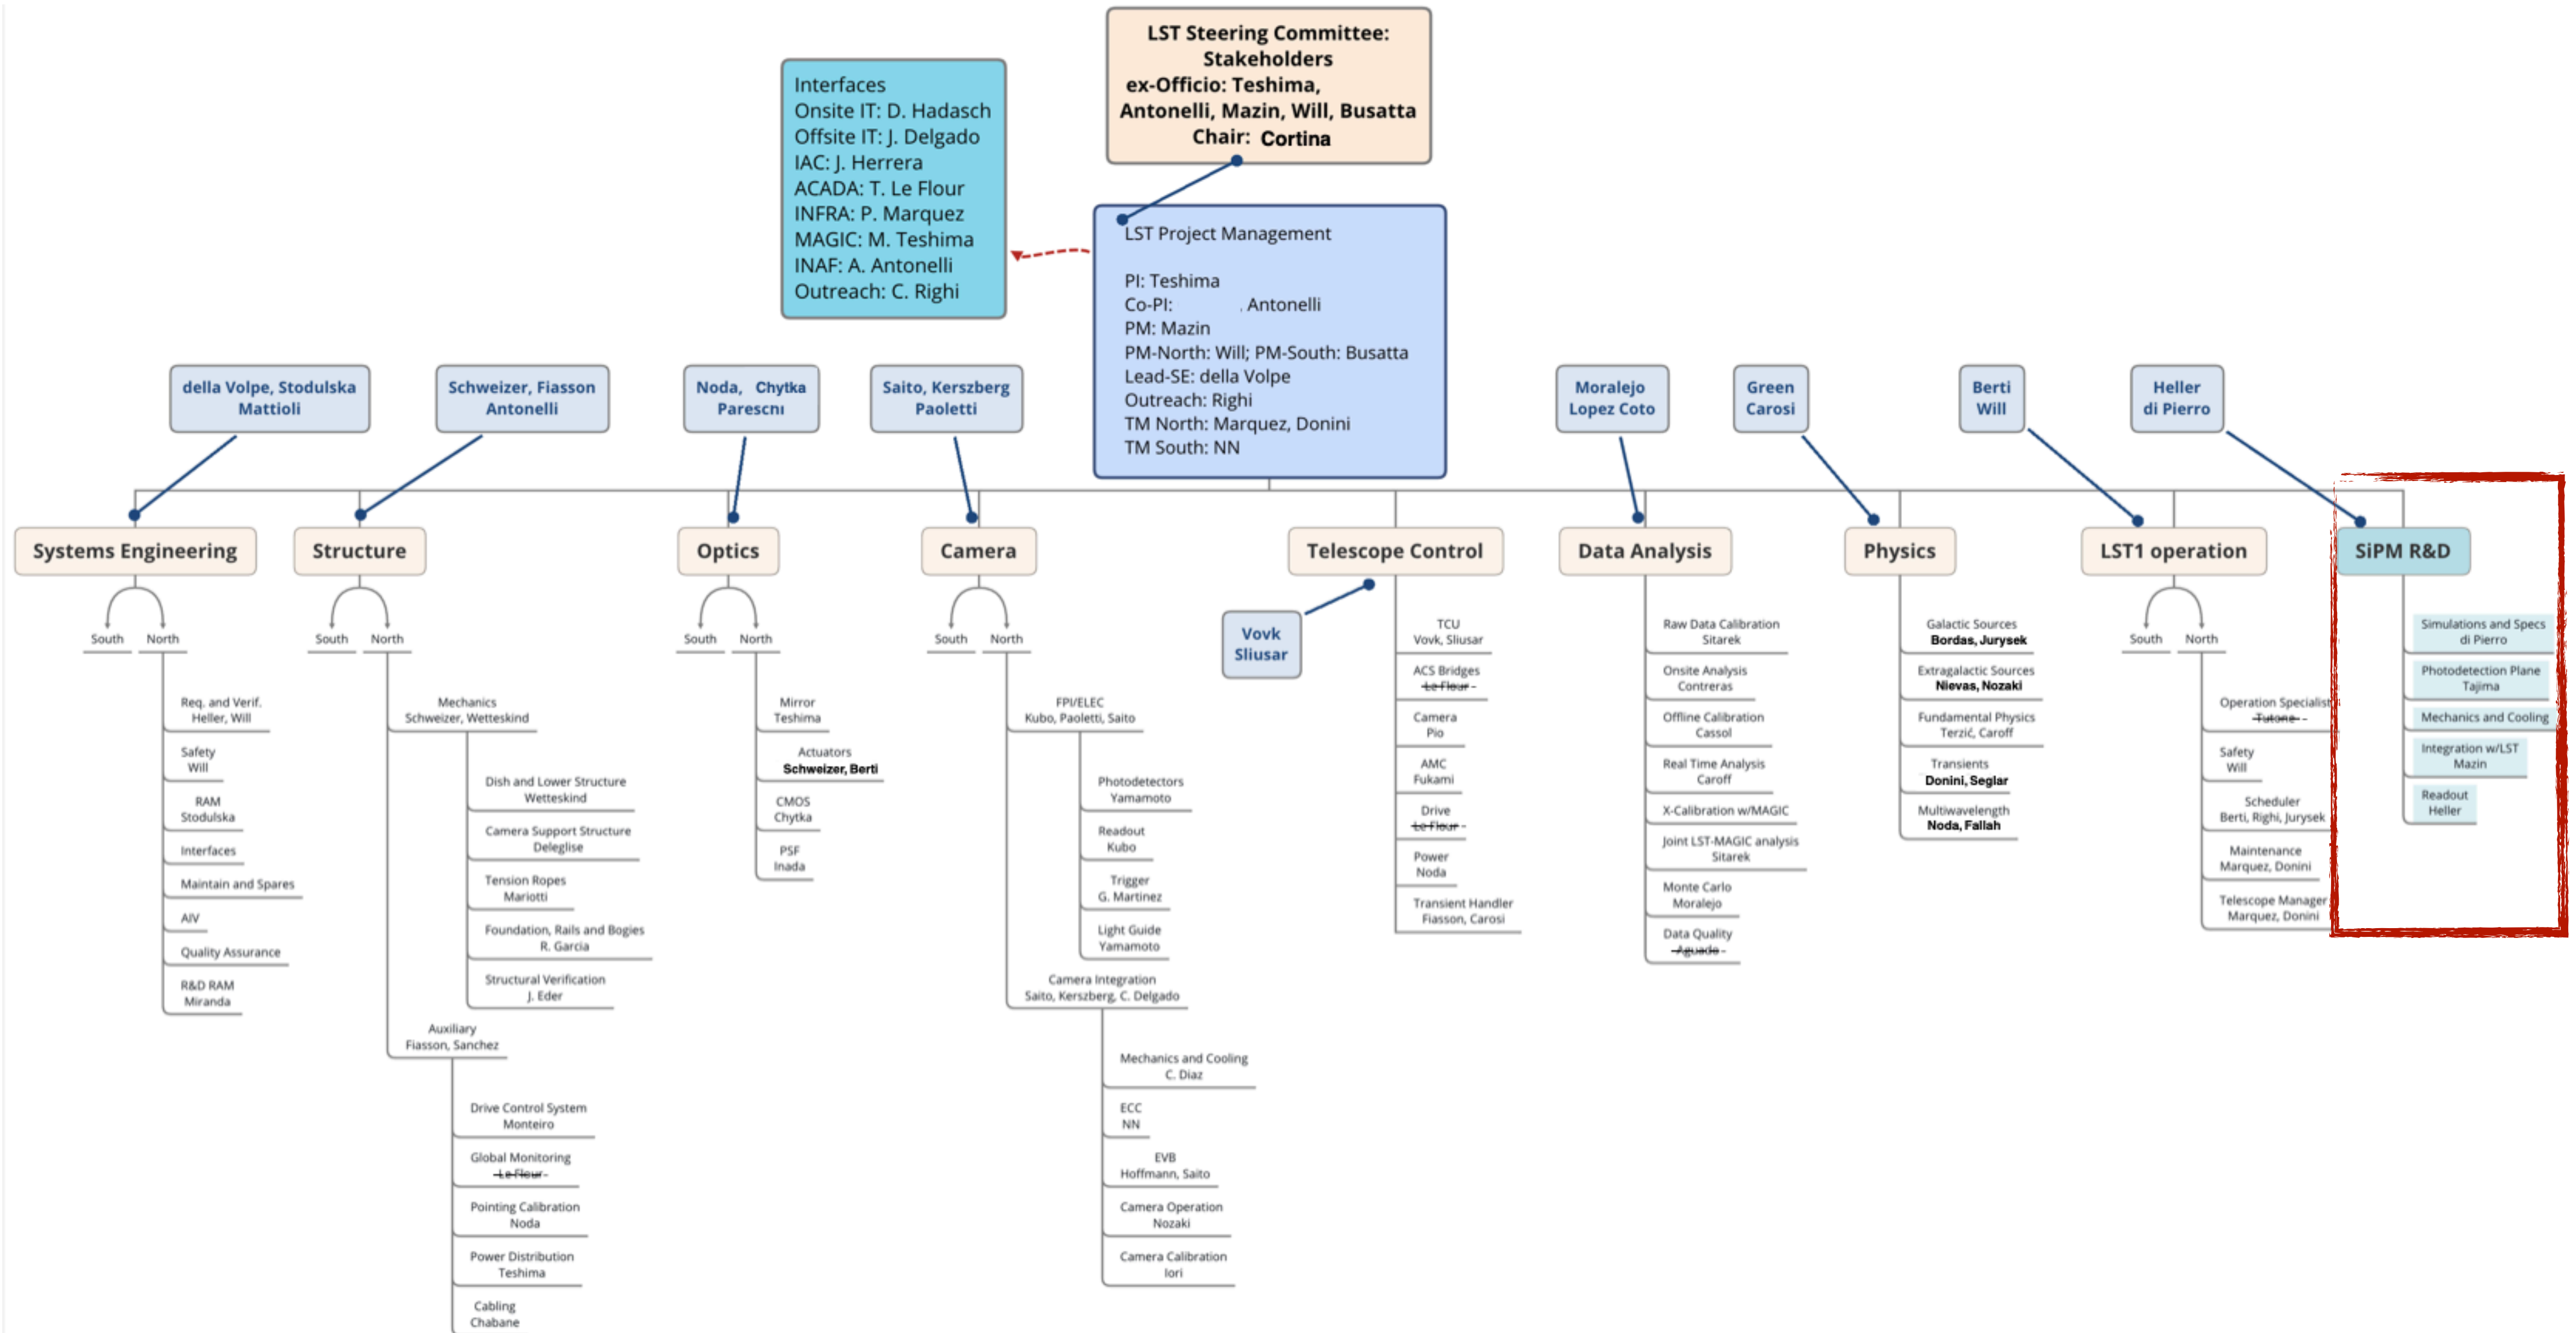 LST Steering Committee:
Stakeholders
ex-Officio: Teshima,
Antonelli, Mazin, Will, Busatta
Chair: Cortina
Interfaces
Onsite IT: D. Hadasch
Offsite IT: J. Delgado
IAC: J. Herrera
ACADA: T. Le Flour
INFRA: P. Marquez
MAGIC: M. Teshima
INAF: A. Antonelli
Outreach: C. Righi
LST Project Management
PI: Teshima
Co-PI: , Antonelli
PM: Mazin
PM-North: Will; PM-South: Busatta
Lead-SE: della Volpe
Outreach: Righi
TM North: Marquez, Donini
TM South: NN
della Volpe, Stodulska
Mattioli
Schweizer, Fiasson
Antonelli
Noda, Chytka
Parescni
Saito, Kerszberg
Paoletti
Moralejo
Lopez Coto
Green
Carosi
Berti
Will
Heller
di Pierro
Systems Engineering
South North
Req. and Verif.
Heller, Will
Safety
Will
RAM
Stodulska
Interfaces
Maintain and Spares
AIV
Quality Assurance
R&D RAM
Miranda
Structure
South North
Mechanics
Schweizer, Wetteskind
Dish and Lower Structure
Wetteskind
Camera Support Structure
Deleglise
Tension Ropes
Mariotti
Foundation, Rails and Bogies
R. Garcia
Structural Verification
J. Eder
Auxiliary
Fiasson, Sanchez
Drive Control System
Monteiro
Global Monitoring
Le Flour
Pointing Calibration
Noda
Power Distribution
Teshima
Cabling
Chabane
Optics
South North
Mirror
Teshima
Actuators
Schweizer, Berti
CMOS
Chytka
PSF
Inada
Camera
South North
FPI/ELEC
Kubo, Paoletti, Saito
Photodetectors
Yamamoto
Readout
Kubo
Trigger
G. Martinez
Light Guide
Yamamoto
Camera Integration
Saito, Kerszberg, C. Delgado
Mechanics and Cooling
C. Diaz
ECC
NN
EVB
Hoffmann, Saito
Camera Operation
Nozaki
Camera Calibration
Iori
Telescope Control
Vovk
Sliusar
TCU
Vovk, Sliusar
ACS Bridges
Le Flour
Camera
Pio
AMC
Fukami
Drive
Le Flour
Power
Noda
Transient Handler
Fiasson, Carosi
Data Analysis
Raw Data Calibration
Sitarek
Onsite Analysis
Contreras
Offline Calibration
Cassol
Real Time Analysis
Caroff
X-Calibration w/MAGIC
Joint LST-MAGIC analysis
Sitarek
Monte Carlo
Moralejo
Data Quality
Aguado
Physics
Galactic Sources
Bordas, Jurysek
Extragalactic Sources
Nievas, Nozaki
Fundamental Physics
Terzić, Caroff
Transients
Donini, Seglar
Multiwavelength
Noda, Fallah
LST1 operation
South North
Operation Specialist
Tutone
Safety
Will
Scheduler
Berti, Righi, Jurysek
Maintenance
Marquez, Donini
Telescope Manager
Marquez, Donini
SiPM R&D
Simulations and Specs
di Pierro
Photodetection Plane
Tajima
Mechanics and Cooling
Integration w/LST
Mazin
Readout
Heller